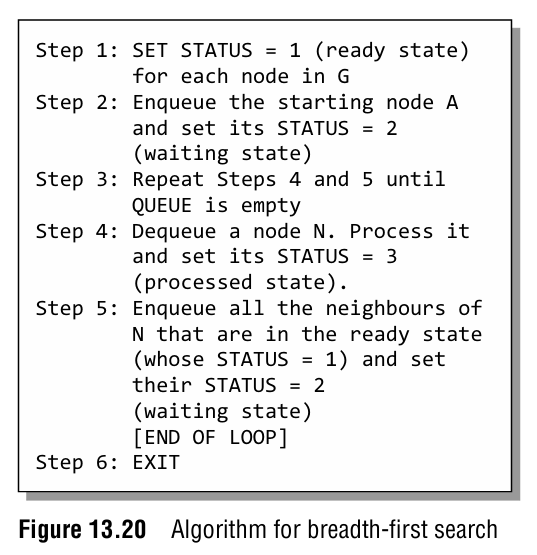 Step 1: SET STATUS = 1 (ready state)
for each node in G
Step 2: Enqueue the starting node A
and set its STATUS = 2
(waiting state)
Step 3: Repeat Steps 4 and 5 until
QUEUE is empty
Step 4: Dequeue a node N. Process it
and set its STATUS = 3
(processed state).
Step 5: Enqueue all the neighbours of
N that are in the ready state
(whose STATUS = 1) and set
their STATUS = 2
(waiting state)
[END OF LOOP]
Step 6: EXIT
Figure 13.20 Algorithm for breadth-first search